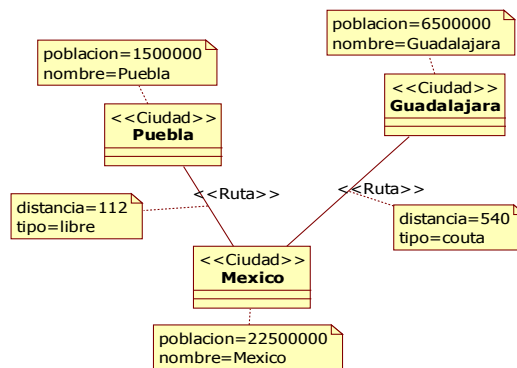 poblacion=6500000
nombre=Guadalajara
poblacion=1500000
nombre=Puebla
<<Ciudad>>
Guadalajara
<<Ciudad>>
Puebla
<<Ruta>>
<<Ruta>>
distancia=112
tipo=libre
distancia=540
tipo=couta
<<Ciudad>>
Mexico
poblacion=22500000
nombre=Mexico